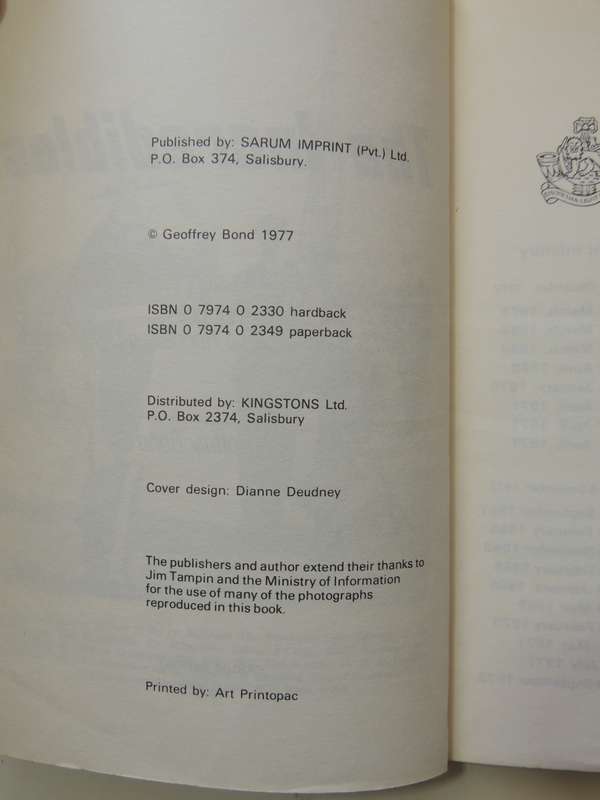 Published by: SARUM IMPRINT (Pvt.) Ltd.
P.O. Box 374, Salisbury.
© Geoffrey Bond 1977
ISBN 0 7974 0 2330 hardback
ISBN 0 7974 0 2349 paperback
Distributed by: KINGSTONS Ltd.
P.O. Box 2374, Salisbury
Cover design: Dianne Deudney
The publishers and author extend their thanks to
Jim Tampin and the Ministry of Information
for the use of many of the photographs
reproduced in this book.
Printed by: Art Printopac